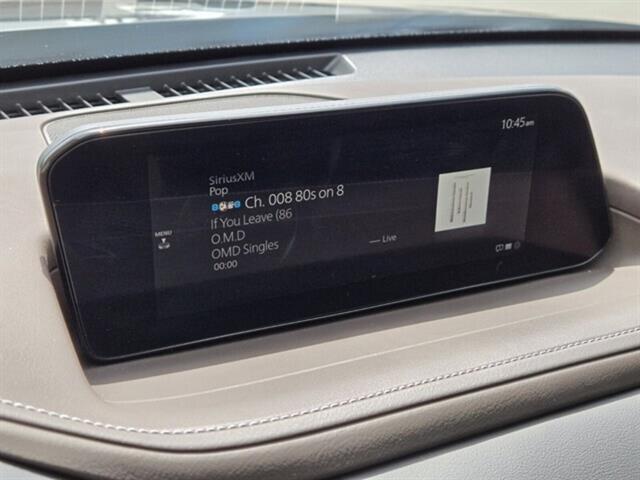 10:45am
SiriusXM
Pop
Ch. 008 80s on 8
If You Leave (86
O.M.D
OMD Singles
00:00
Live
MENU